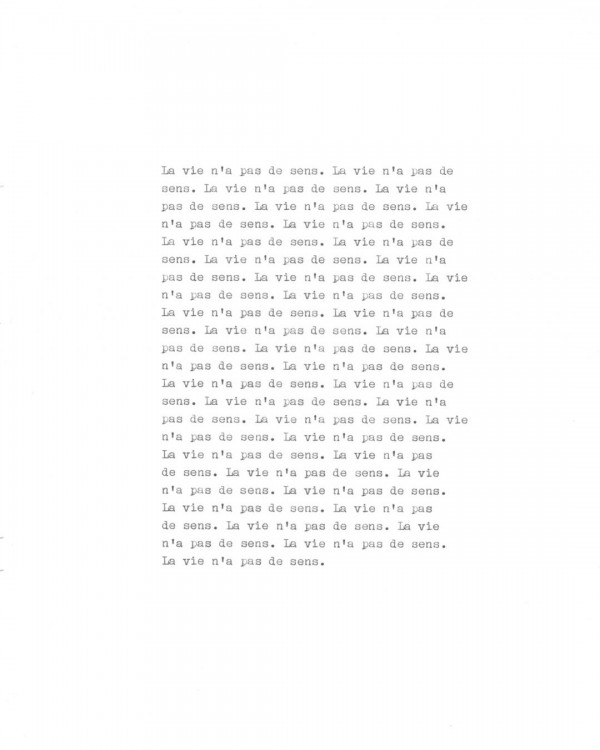 La vie n'a pas de sens. La vie n'a pas de
sens. La vie n'a pas de sens. La vie n'a
pas de sens. La vie n'a pas de sens. La vie
n'a pas de sens. La vie n'a pas de sens.
La vie n'a pas de sens. La vie n'a pas de
sens. La vie n'a pas de sens. La vie n'a
pas de sens. La vie n'a pas de sens. La vie
n'a pas de sens. La vie n'a pas de sens.
La vie n'a pas de sens. La vie n'a pas de
sens. La vie n'a pas de sens. La vie n'a
pas de sens. La vie n'a pas de sens. La vie
n'a pas de sens. La vie n'a pas de sens.
La vie n'a pas de sens. La vie n'a pas de
sens. La vie n'a pas de sens. La vie n'a
pas de sens. La vie n'a pas de sens. La vie
n'a pas de sens. La vie n'a pas de sens.
La vie n'a pas de sens. La vie n'a pas
de sens. La vie n'a pas de sens. La vie
n'a pas de sens. La vie n'a pas de sens.
La vie n'a pas de sens. La vie n'a pas
de sens. La vie n'a pas de sens. La vie
n'a pas de sens. La vie n'a pas de sens.
La vie n'a pas de sens.